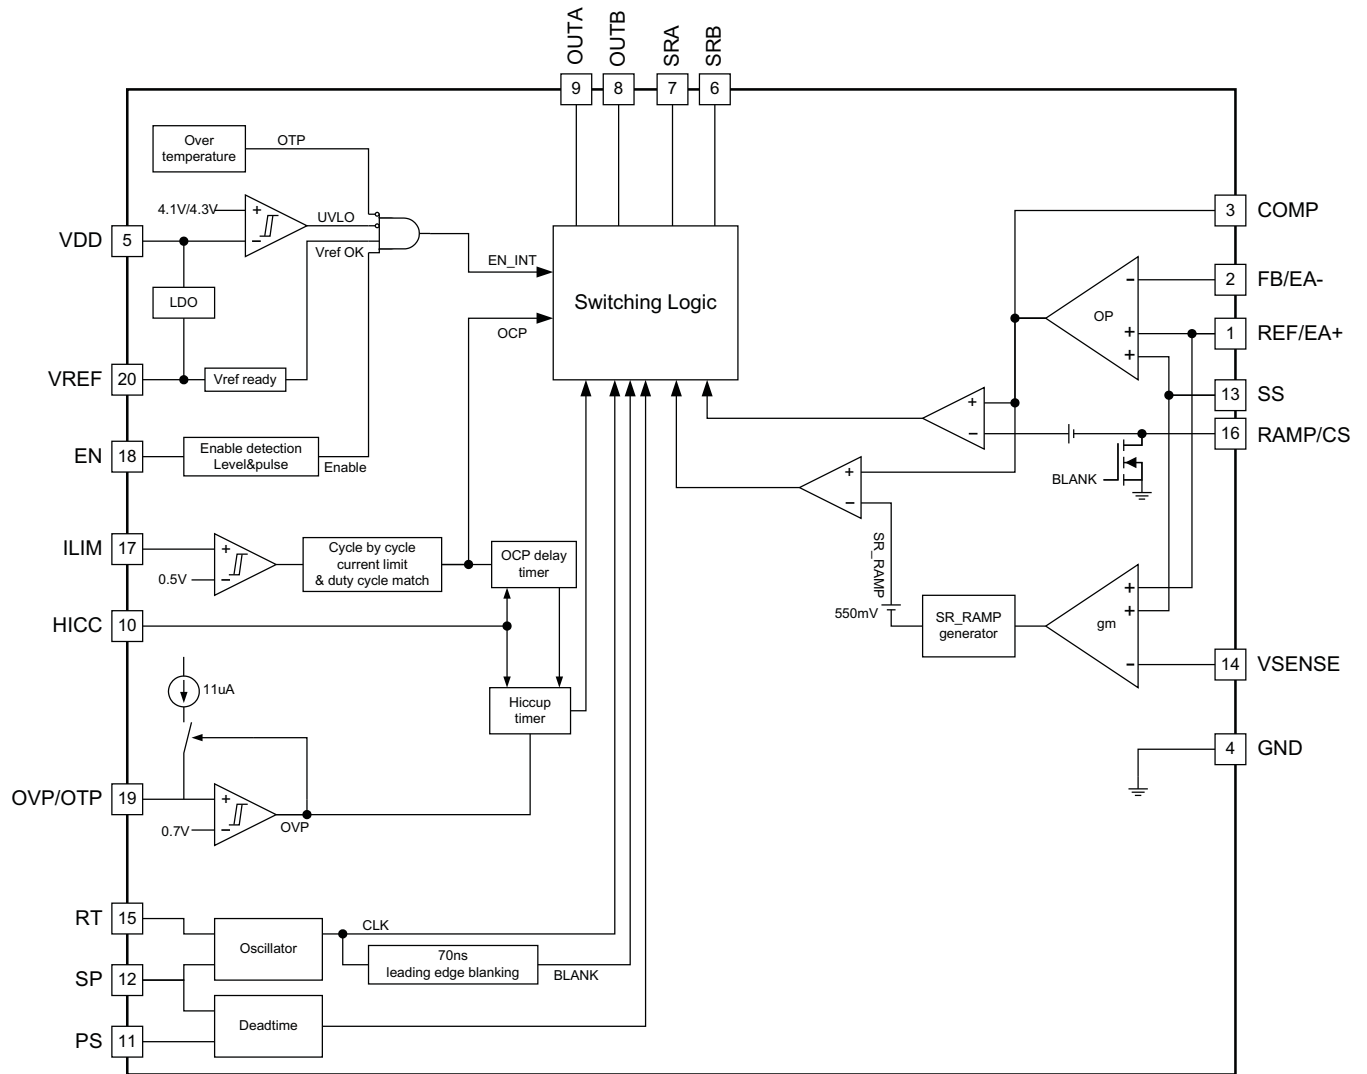 OUTA
OUTB
SRA
SRB
9
8
7
6
Over
temperature
OTP
4.1V/4.3V
+
−
UVLO
Vref OK
VDD
5
LDO
EN_INT
OCP
Switching Logic
VREF
20
Vref ready
EN
18
Enable detection
Level&pulse
Enable
3
COMP
2
FB/EA-
1
REF/EA+
13
SS
16
RAMP/CS
−
OP
+
+
+
−
BLANK
+
−
SR_RAMP
550mV
SR_RAMP
generator
+
+
gm
−
14
VSENSE
4
GND
ILIM
17
+
0.5V
−
Cycle by cycle
current limit
& duty cycle match
OCP delay
timer
HICC
10
Hiccup
timer
11uA
OVP/OTP
19
+
0.7V
−
OVP
RT
15
Oscillator
CLK
70ns
leading edge blanking
BLANK
SP
12
Deadtime
PS
11